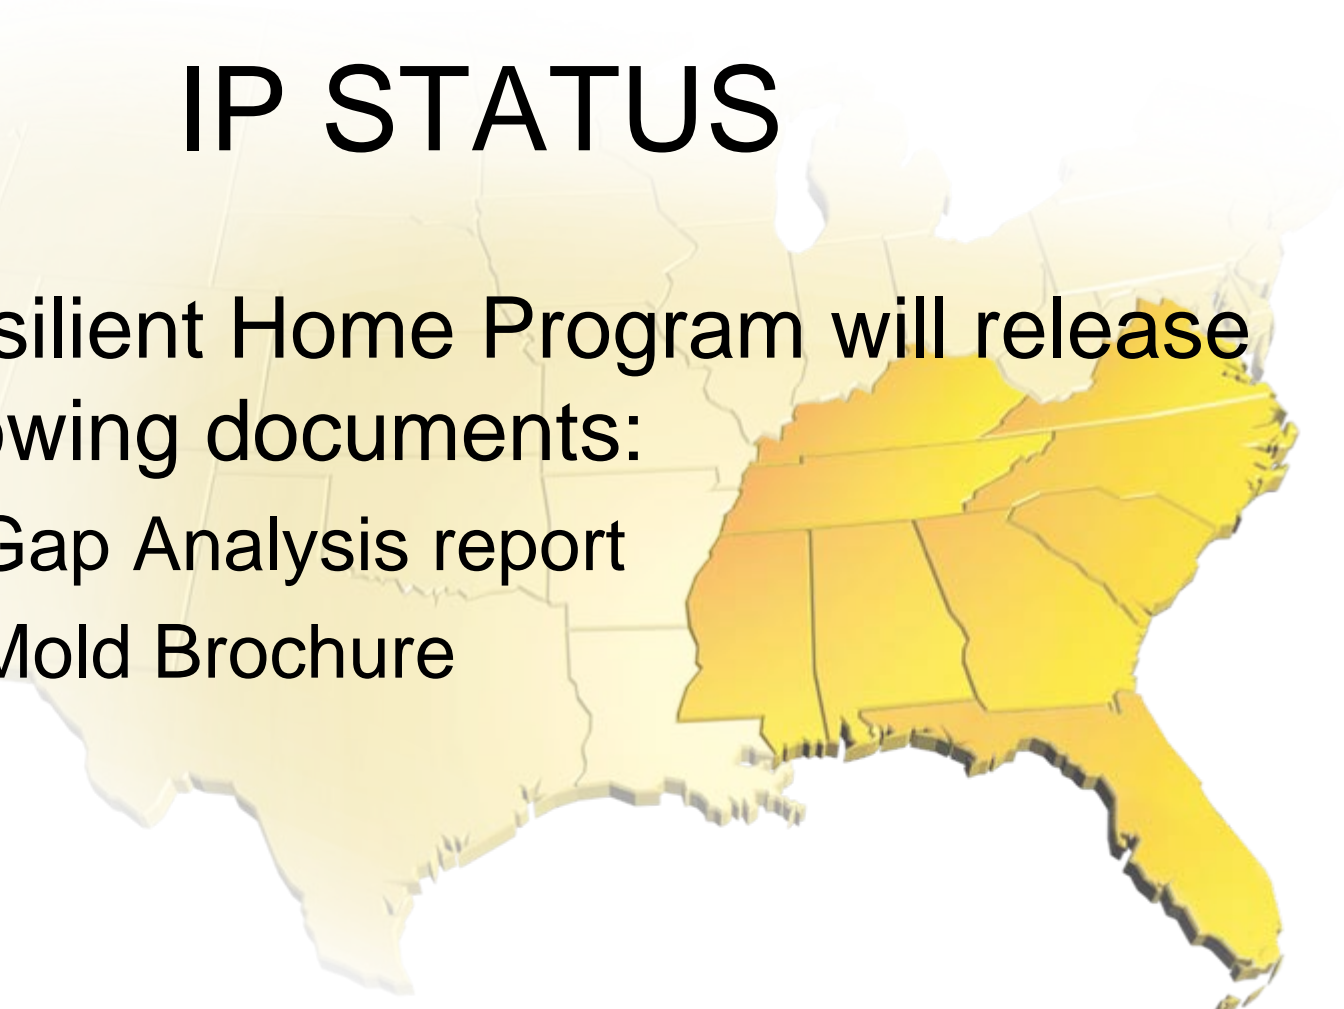 IP STATUS
silient Home Program will release
owing documents:
Gap Analysis report
Mold Brochure